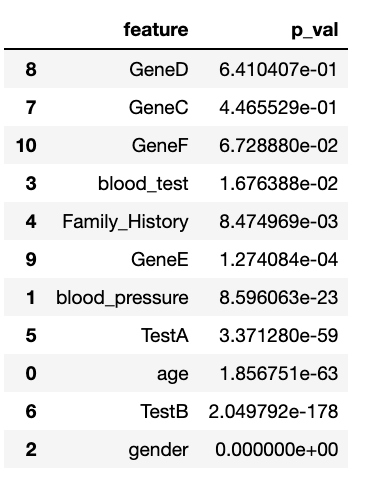 feature p_val
8 GeneD 6.410407e-01
7 GeneC 4.465529e-01
10 GeneF 6.728880e-02
3 blood_test 1.676388e-02
4 Family_History 8.474969e-03
9 GeneE 1.274084e-04
1 blood_pressure 8.596063e-23
5 TestA 3.371280e-59
0 age 1.856751e-63
6 TestB 2.049792e-178
2 gender 0.000000e+00